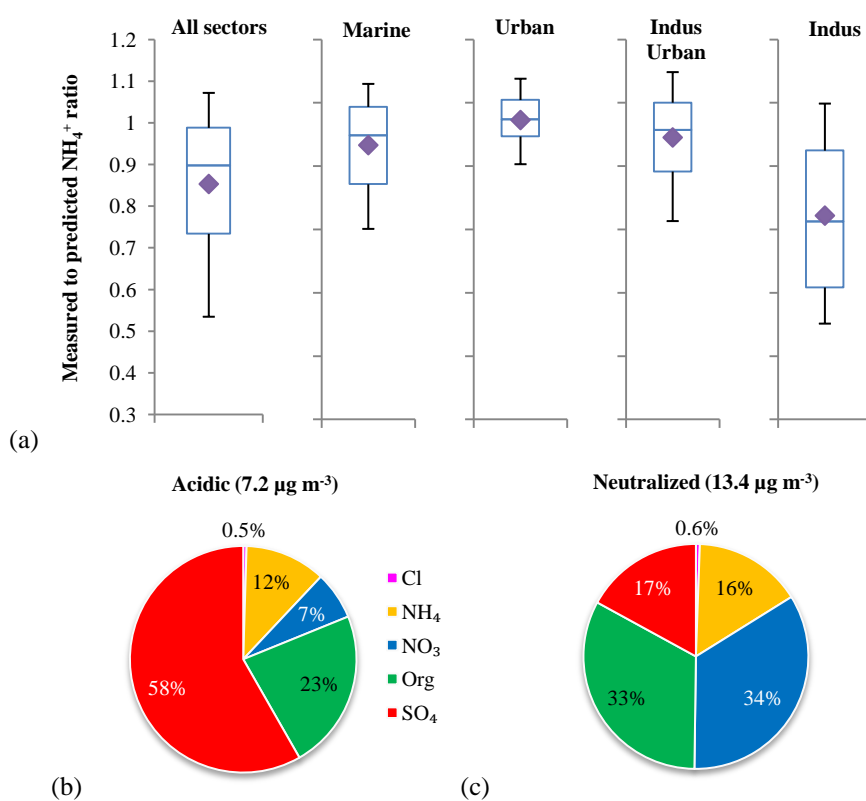 All sectors
Marine
Urban
Indus
Urban
Indus
Measured to predicted NH₄⁺ ratio
1.2
1.1
1
0.9
0.8
0.7
0.6
0.5
0.4
0.3
(a)
Acidic (7.2 µg m⁻³)
0.5%
12%
7%
23%
58%
Cl
NH₄
NO₃
Org
SO₄
(b)
Neutralized (13.4 µg m⁻³)
0.6%
17%
16%
33%
34%
(c)